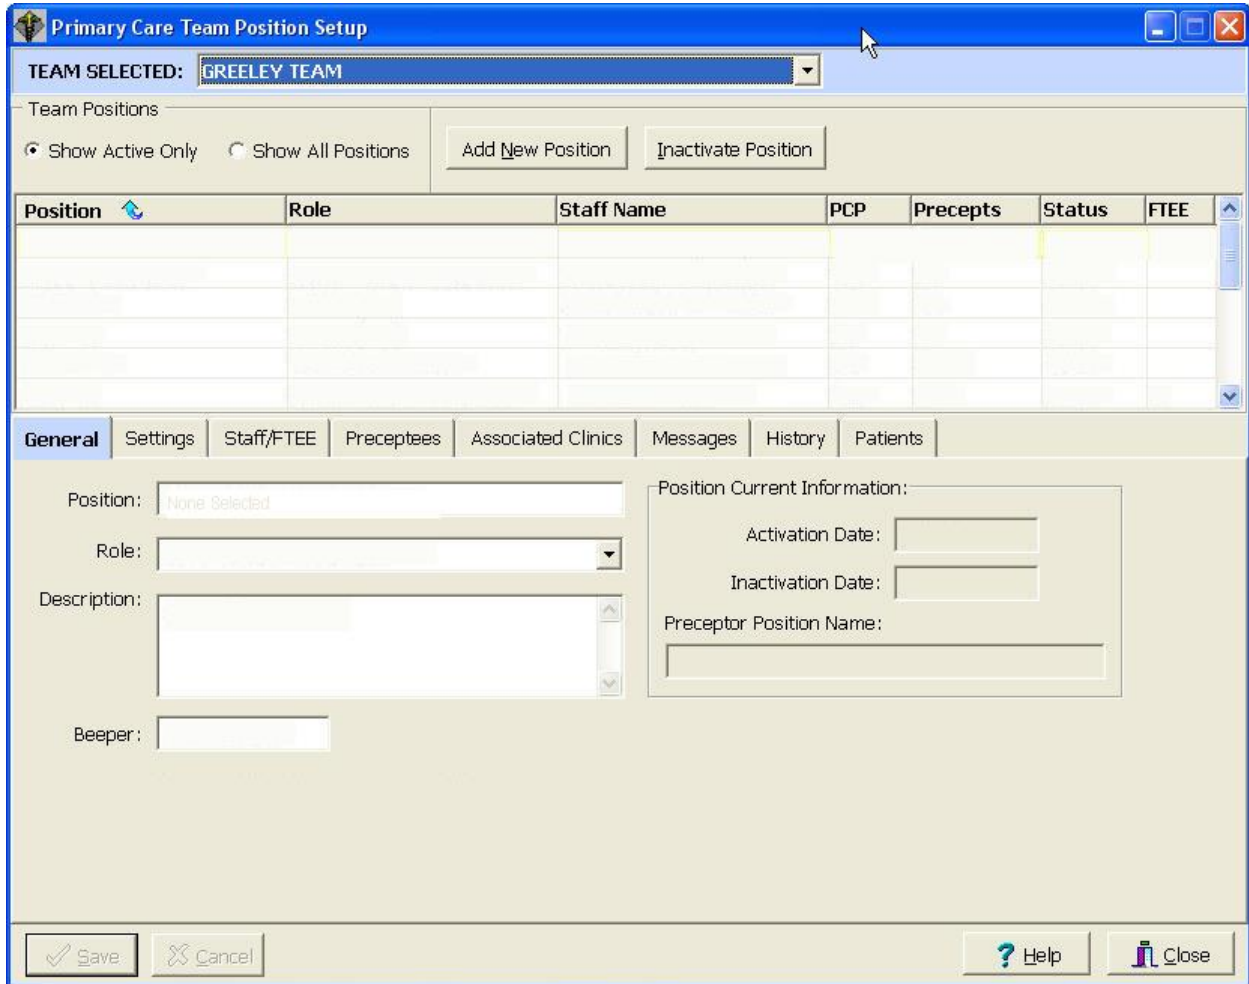 Primary Care Team Position Setup
TEAM SELECTED: GREELEY TEAM
Team Positions
Show Active Only Show All Positions Add New Position Inactivate Position
Position Role Staff Name PCP Precepts Status FTEE
General Settings Staff/FTEE Preceptees Associated Clinics Messages History Patients
Position: None Selected
Role:
Description:
Beeper:
Position Current Information:
Activation Date:
Inactivation Date:
Preceptor Position Name:
Save Cancel Help Close